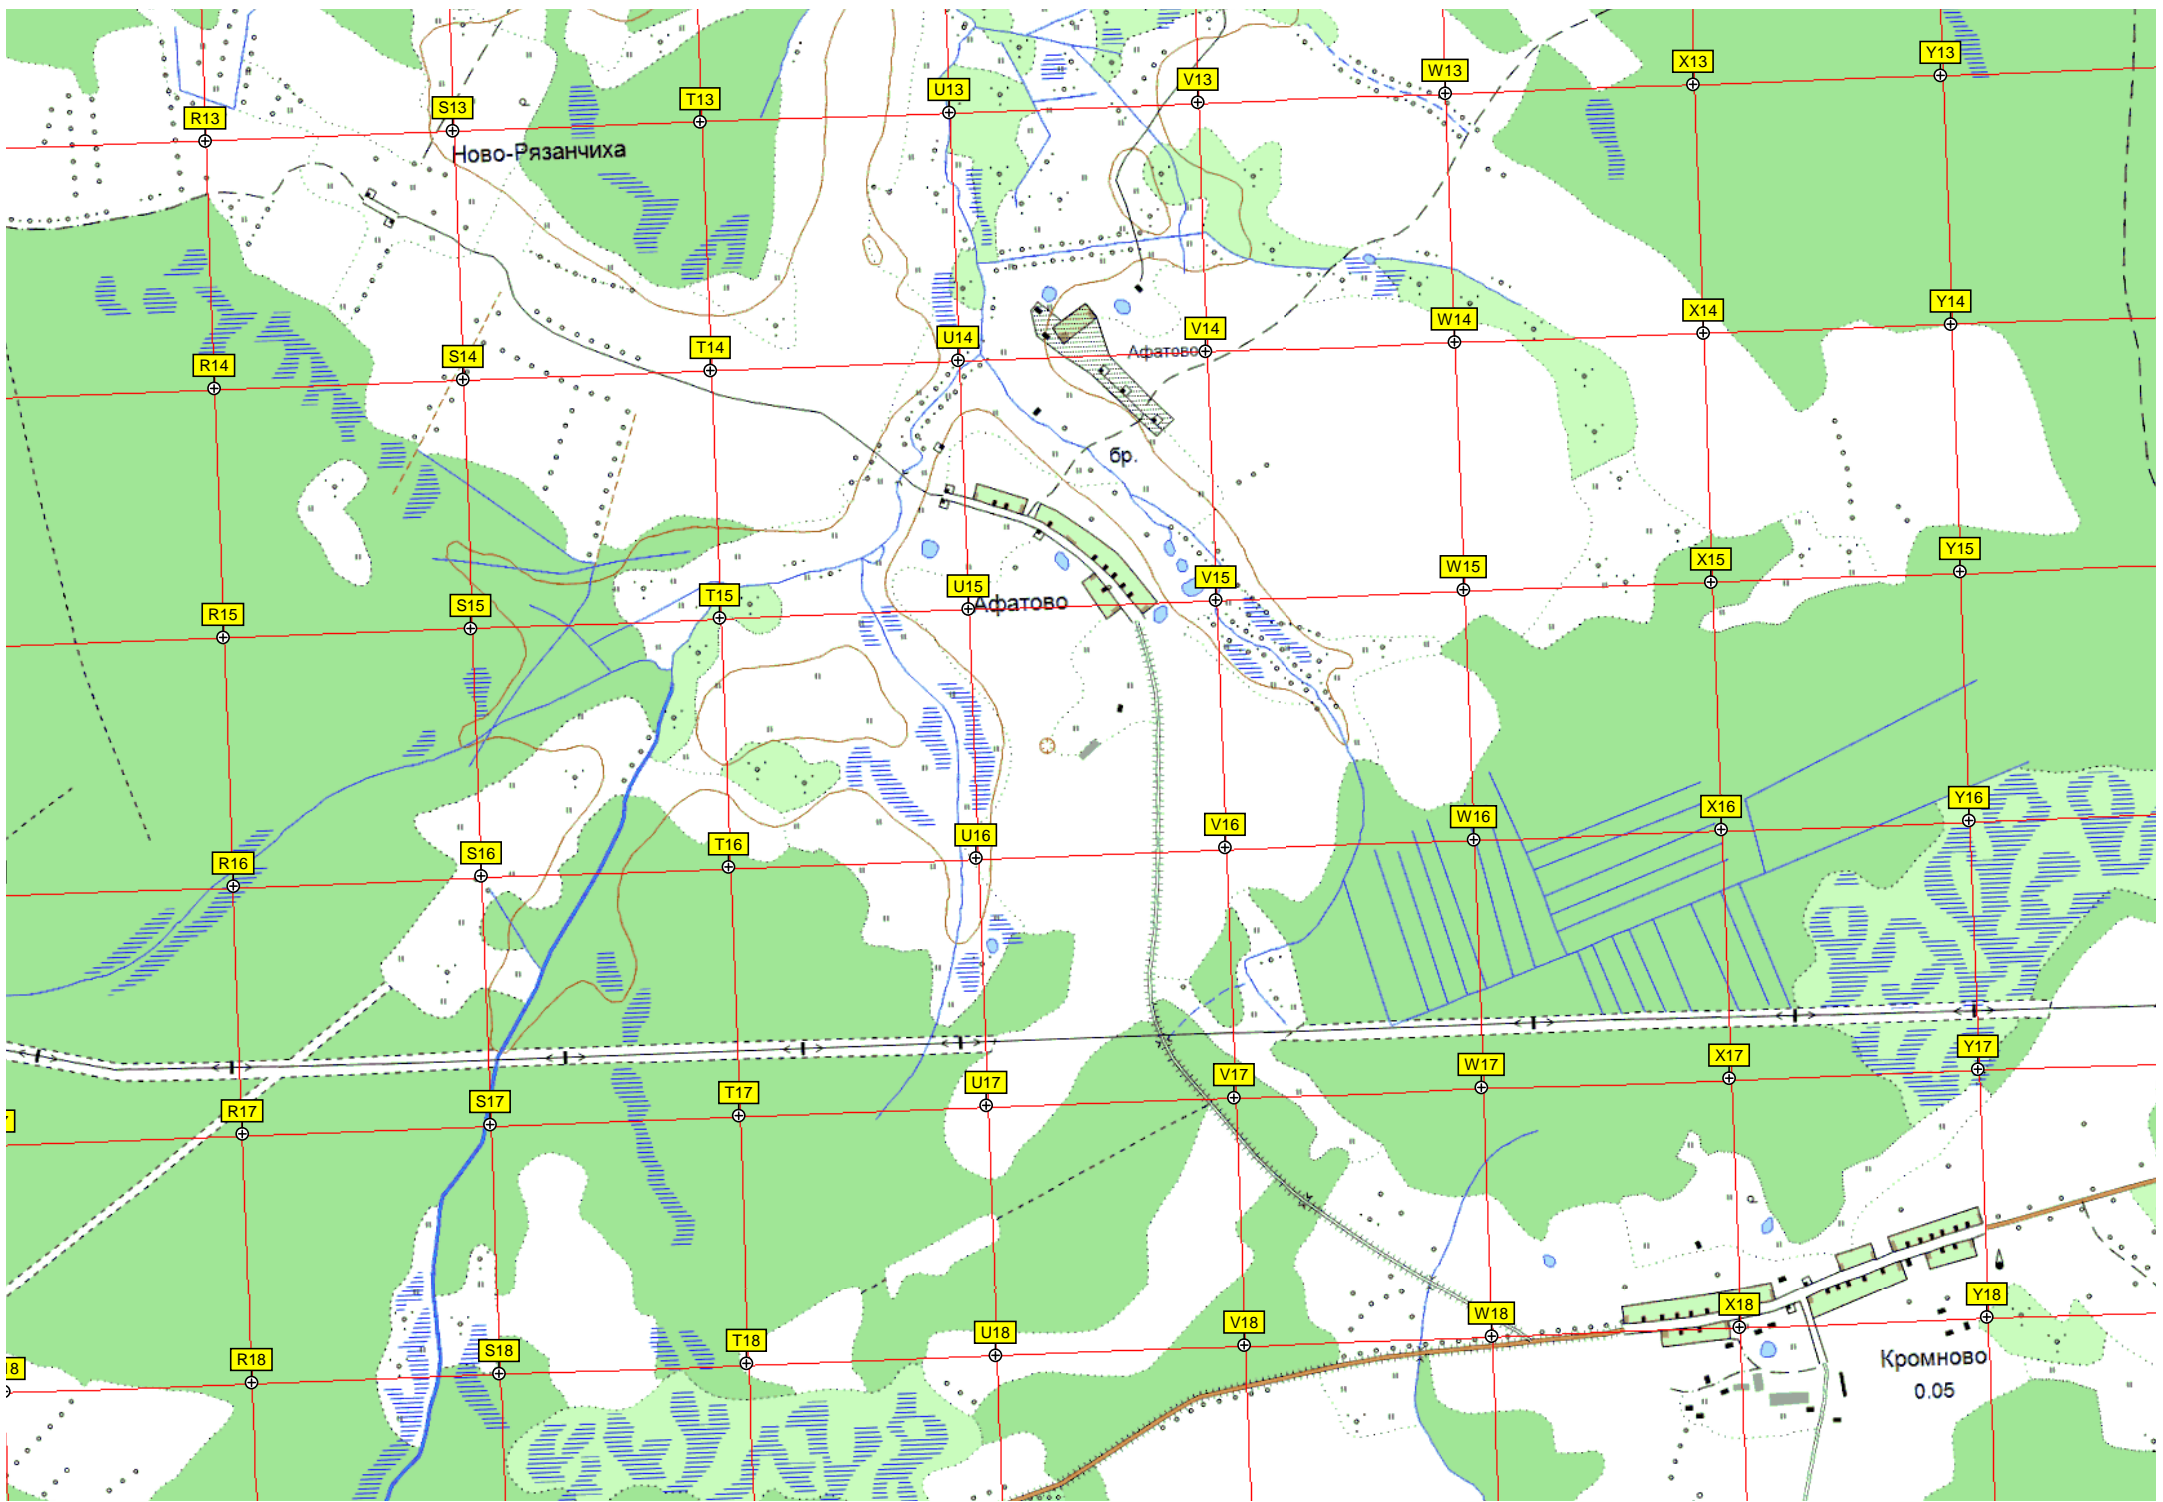 Y13
X13
W13
V13
U13
T13
S13
R13
Ново-Рязанчиха
Y14
X14
W14
V14
Афатово
U14
T14
S14
R14
бр.
Y15
X15
W15
V15
U15
Афатово
T15
S15
R15
Y16
X16
W16
V16
U16
T16
S16
R16
Y17
X17
W17
V17
U17
T17
S17
R17
7
Y18
X18
W18
V18
U18
T18
S18
R18
18
Кромново
0.05